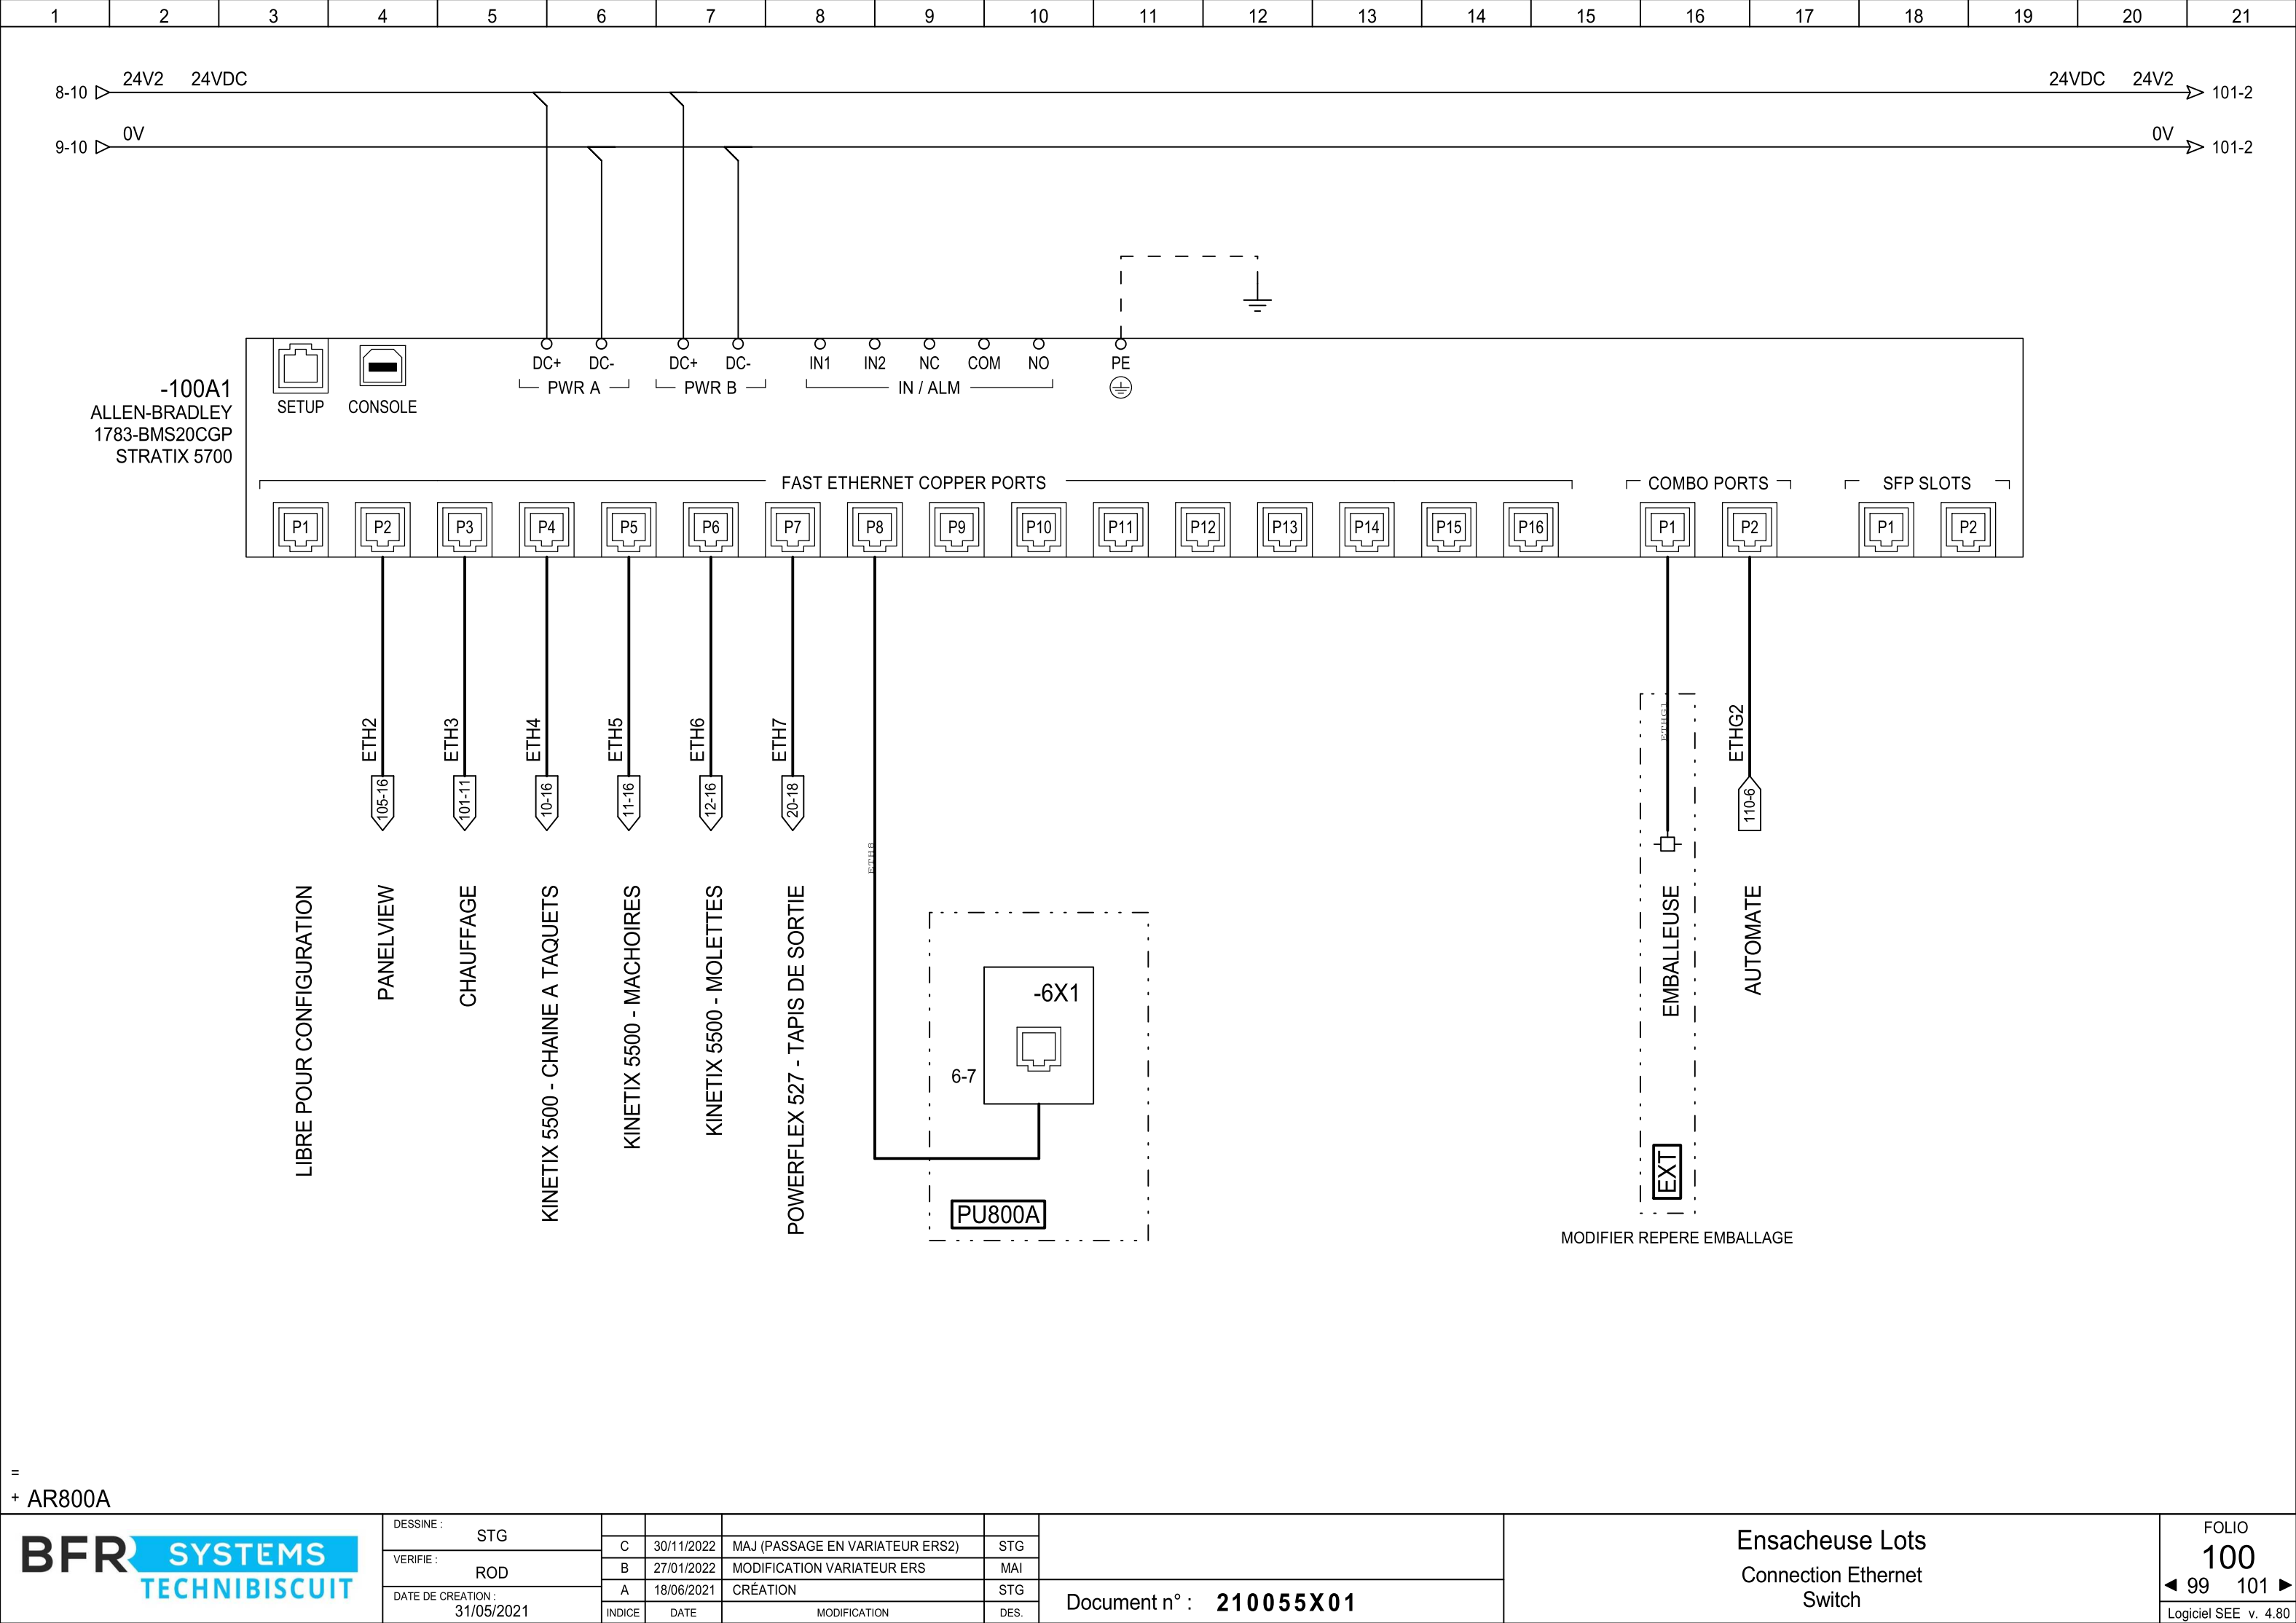 1 2 3 4 5 6 7 8 9 10 11 12 13 14 15 16 17 18 19 20 21
24V2 24VDC
24VDC 24V2
8-10
101-2
0V
0V
9-10
101-2
DC+ DC- DC+ DC- IN1 IN2 NC COM NO PE
PWR A PWR B IN / ALM
SETUP CONSOLE
-100A1
ALLEN-BRADLEY
1783-BMS20CGP
STRATIX 5700
FAST ETHERNET COPPER PORTS
COMBO PORTS
SFP SLOTS
P1 P2 P3 P4 P5 P6 P7 P8 P9 P10 P11 P12 P13 P14 P15 P16 P1 P2 P1 P2
ETH2
ETH3
ETH4
ETH5
ETH6
ETH7
ETH8
ETHG1
ETHG2
105-16
101-11
10-16
11-16
12-16
20-18
110-6
LIBRE POUR CONFIGURATION
PANELVIEW
CHAUFFAGE
KINETIX 5500 - CHAINE A TAQUETS
KINETIX 5500 - MACHOIRES
KINETIX 5500 - MOLETTES
POWERFLEX 527 - TAPIS DE SORTIE
-6X1
6-7
PU800A
EMBALLEUSE
AUTOMATE
EXT
MODIFIER REPERE EMBALLAGE
=
+ AR800A
BFR SYSTEMS
TECHNIBISCUIT
DESSINE :
STG
VERIFIE :
ROD
DATE DE CREATION :
31/05/2021
C 30/11/2022 MAJ (PASSAGE EN VARIATEUR ERS2) STG
B 27/01/2022 MODIFICATION VARIATEUR ERS MAI
A 18/06/2021 CRÉATION STG
INDICE DATE MODIFICATION DES.
Document n° : 210055X01
Ensacheuse Lots
Connection Ethernet
Switch
FOLIO
100
99 101
Logiciel SEE v. 4.80